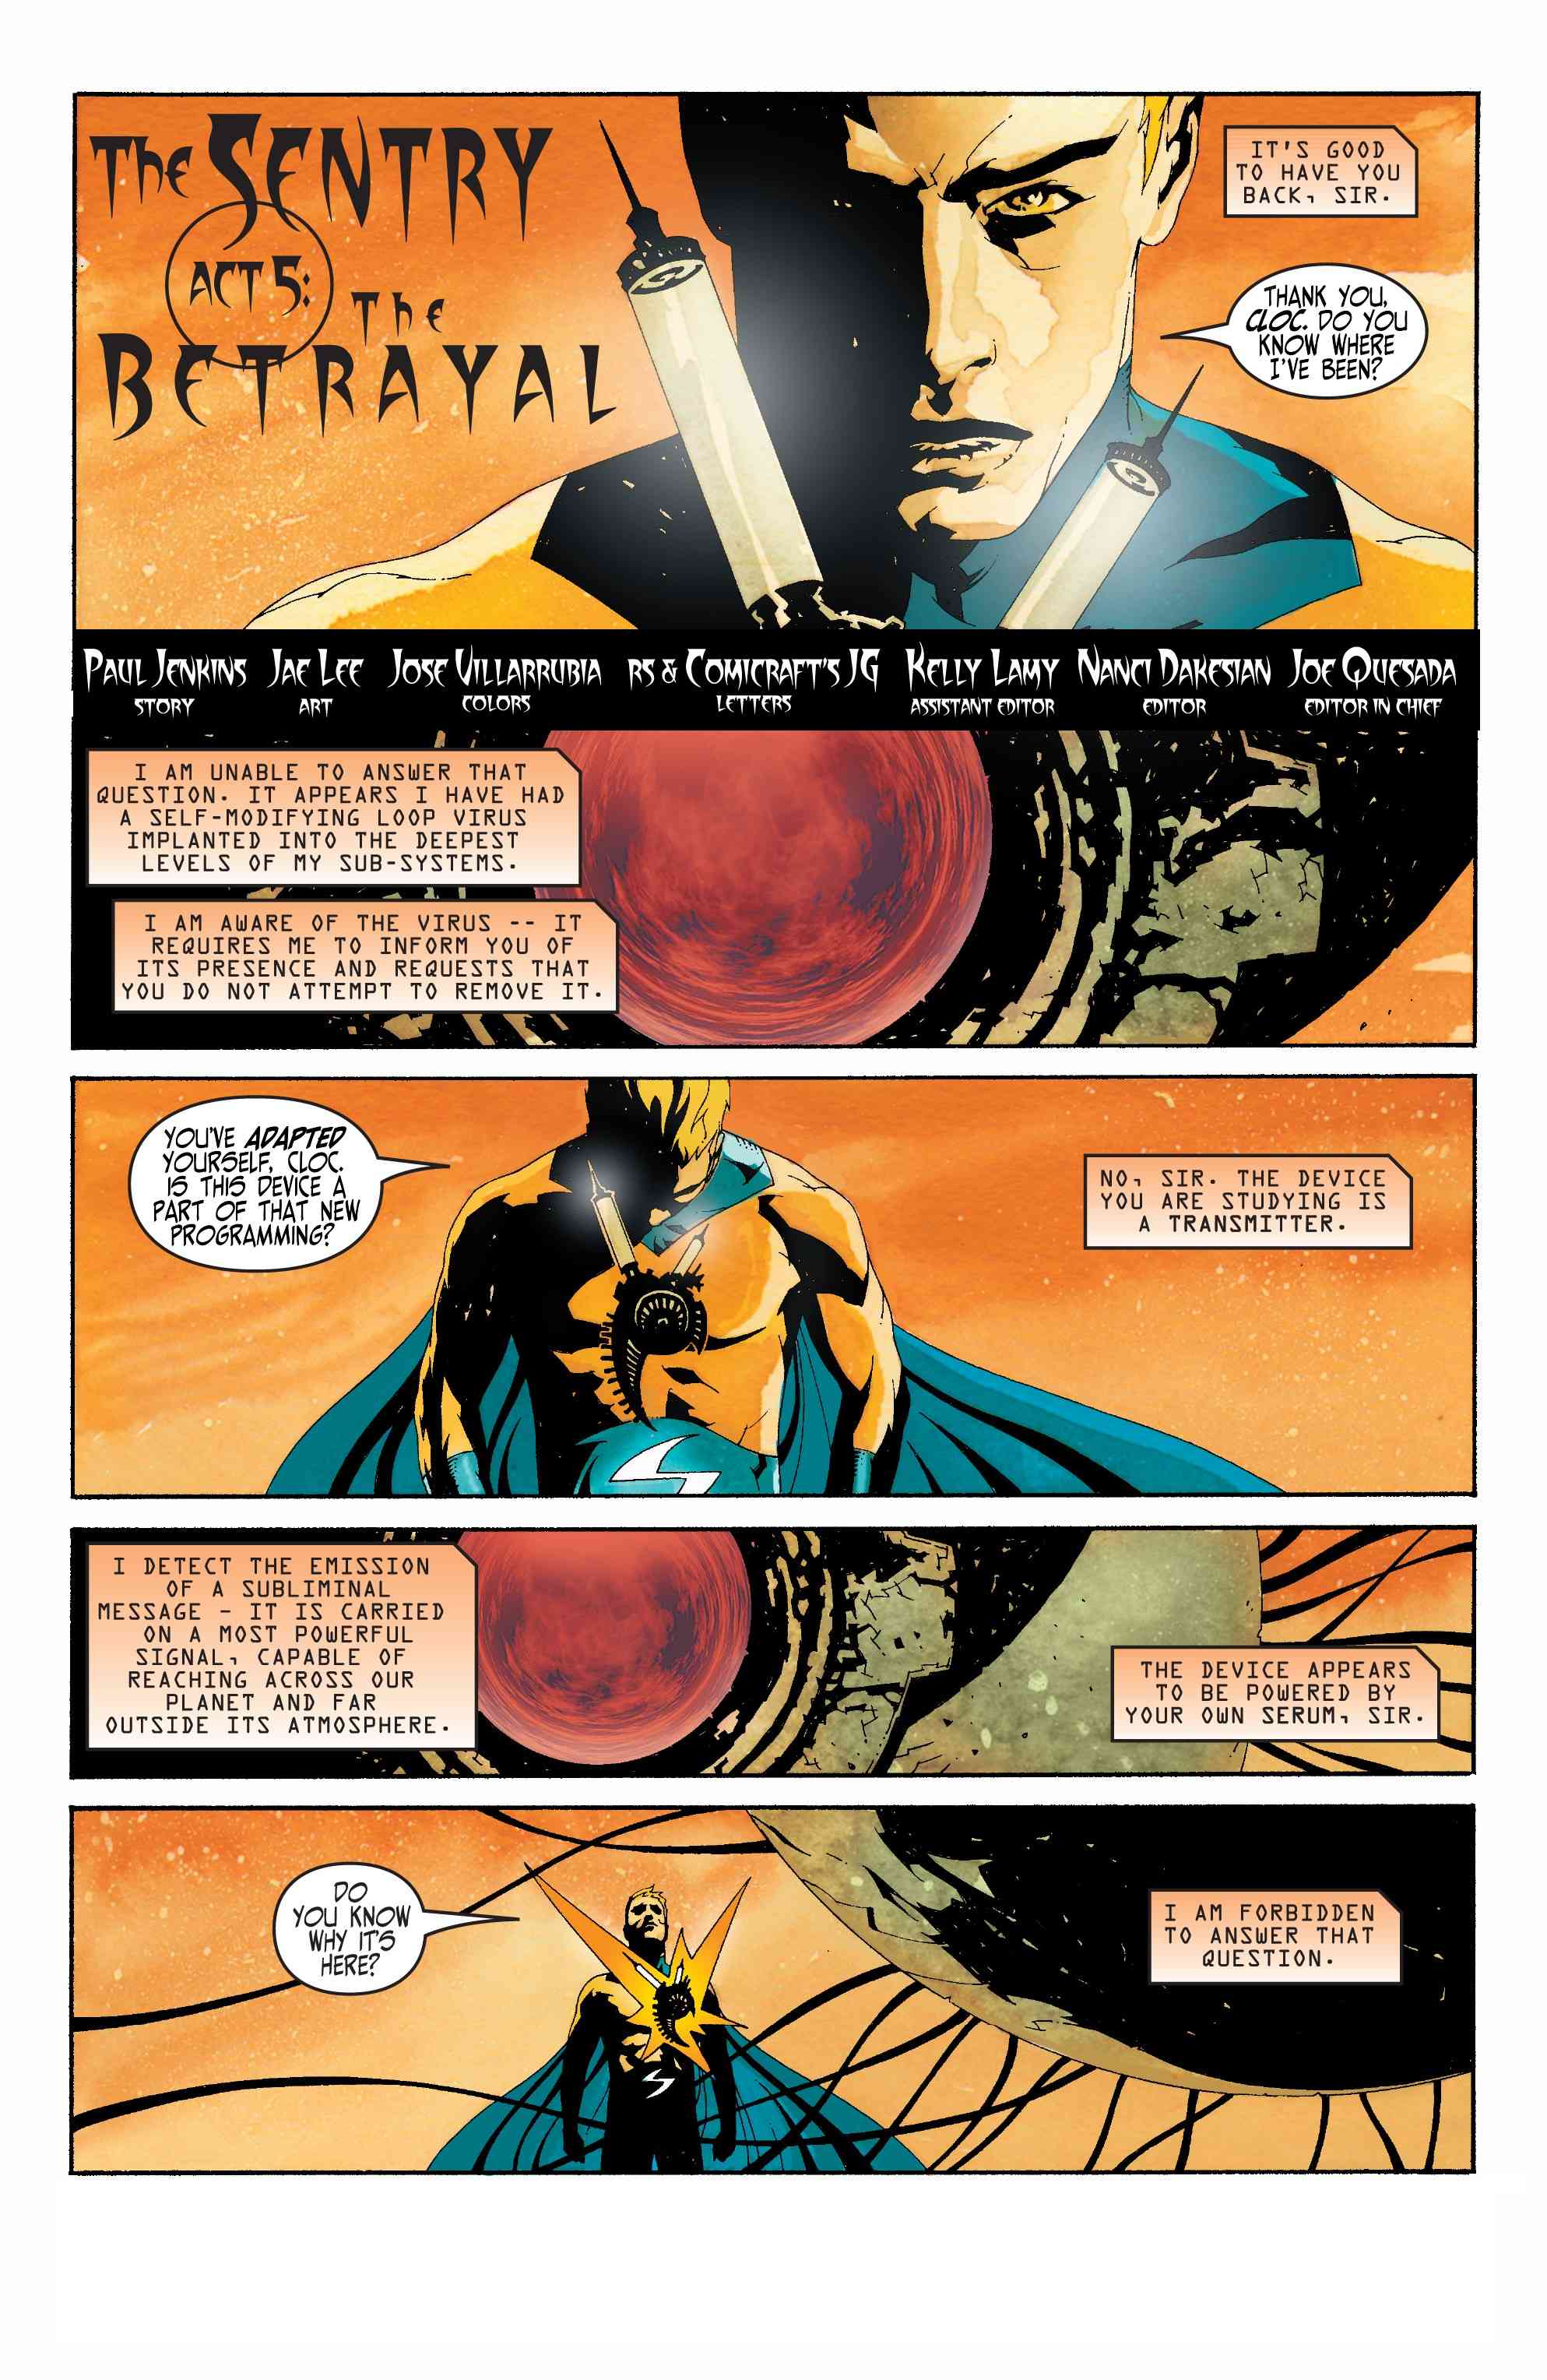 The SENTRY
ACT 5:
The
BETRAYAL
IT'S GOOD
TO HAVE YOU
BACK, SIR.
THANK YOU,
CLOC. DO YOU
KNOW WHERE
I'VE BEEN?
PAUL JENKINS
STORY
JAE LEE
ART
JOSE VILLARRUBIA
COLORS
RS & COMICRAFT'S JG
LETTERS
KELLY LAMY
ASSISTANT EDITOR
NANCI DAKESIAN
EDITOR
JOE QUESADA
EDITOR IN CHIEF
I AM UNABLE TO ANSWER THAT
QUESTION. IT APPEARS I HAVE HAD
A SELF-MODIFYING LOOP VIRUS
IMPLANTED INTO THE DEEPEST
LEVELS OF MY SUB-SYSTEMS.
I AM AWARE OF THE VIRUS -- IT
REQUIRES ME TO INFORM YOU OF
ITS PRESENCE AND REQUESTS THAT
YOU DO NOT ATTEMPT TO REMOVE IT.
YOU'VE ADAPTED
YOURSELF, CLOC.
IS THIS DEVICE A
PART OF THAT NEW
PROGRAMMING?
NO, SIR. THE DEVICE
YOU ARE STUDYING IS
A TRANSMITTER.
I DETECT THE EMISSION
OF A SUBLIMINAL
MESSAGE - IT IS CARRIED
ON A MOST POWERFUL
SIGNAL, CAPABLE OF
REACHING ACROSS OUR
PLANET AND FAR
OUTSIDE ITS ATMOSPHERE.
THE DEVICE APPEARS
TO BE POWERED BY
YOUR OWN SERUM, SIR.
DO
YOU KNOW
WHY IT'S
HERE?
I AM FORBIDDEN
TO ANSWER THAT
QUESTION.